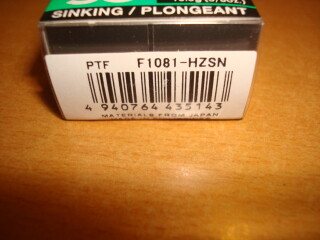 SINKING / PLONGEANT
PTF F1081-HZSN
4 940764 435143
MATERIALS FROM JAPAN